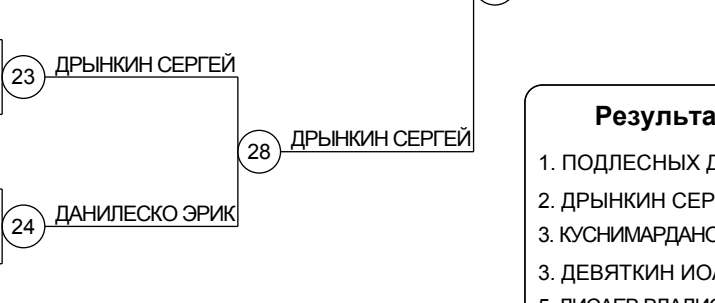 23 ДРЫНКИН СЕРГЕЙ
28 ДРЫНКИН СЕРГЕЙ
24 ДАНИЛЕСКО ЭРИК
Результа
1. ПОДЛЕСНЫХ Д
2. ДРЫНКИН СЕР
3. КУСНИМАРДАНО
3. ДЕВЯТКИН ИОА